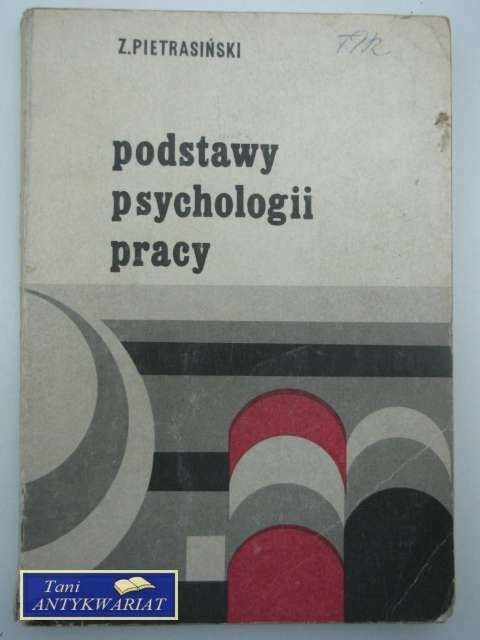 Z.PIETRASIŃSKI
podstawy
psychologii
pracy
Tani
ANTYKWARIAT